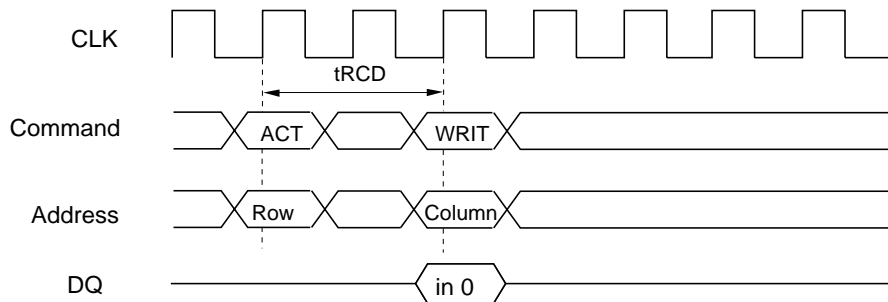 CLK
tRCD
Command ACT WRIT
Address Row Column
DQ in 0